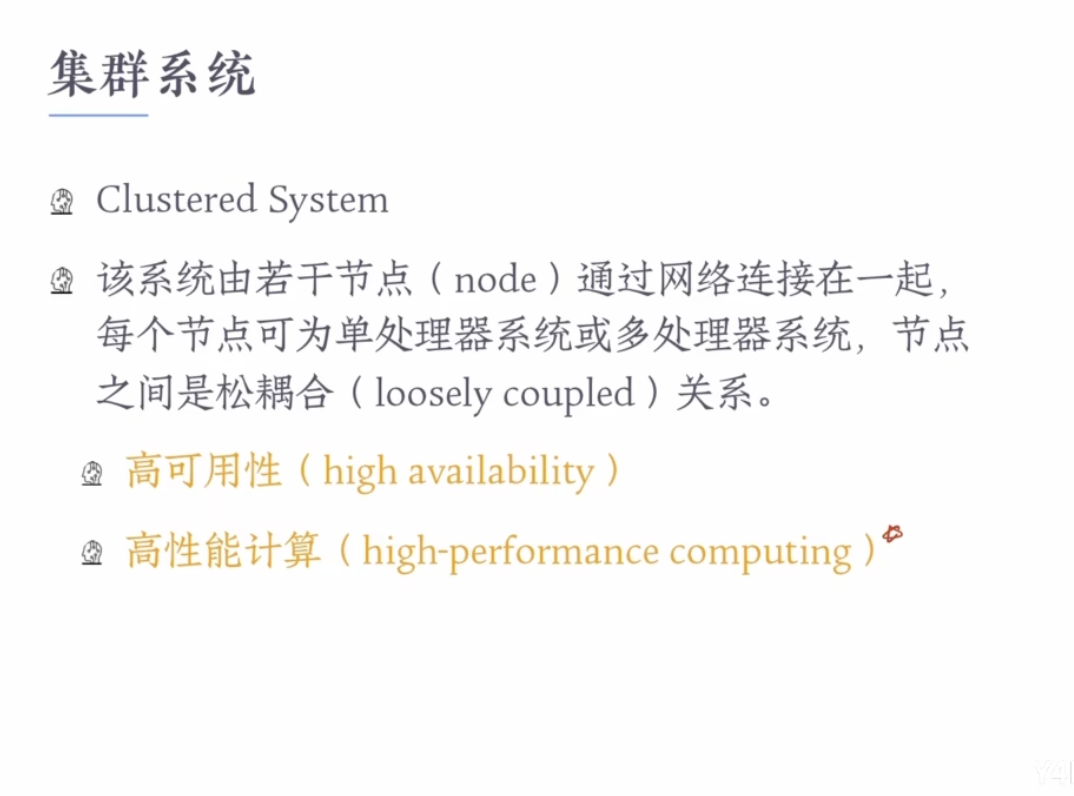 集群系统
Clustered System
该系统由若干节点（node）通过网络连接在一起，
每个节点可为单处理器系统或多处理器系统，节点
之间是松耦合（loosely coupled）关系。
高可用性（high availability）
高性能计算（high-performance computing）